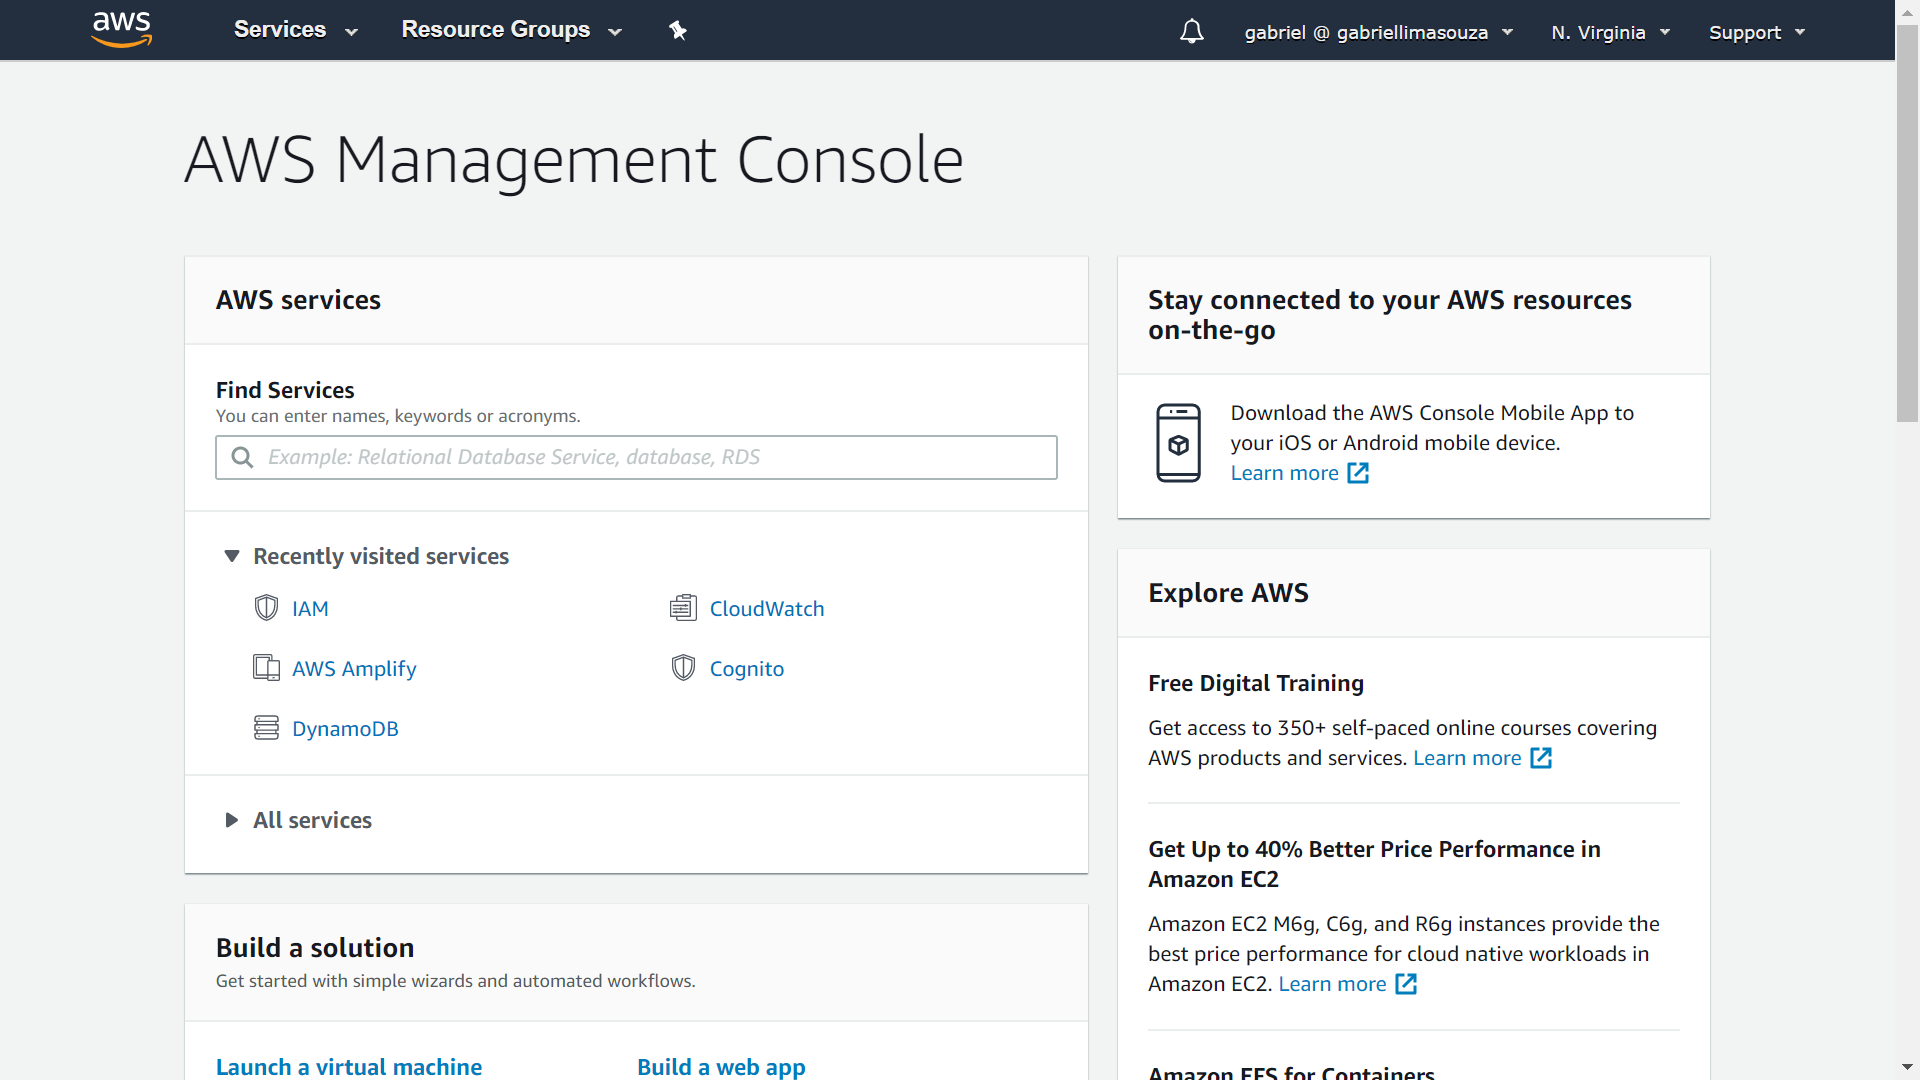 aws
Services
Resource Groups
gabriel @ gabriellimasouza
N. Virginia
Support
AWS Management Console
AWS services
Find Services
You can enter names, keywords or acronyms.
Example: Relational Database Service, database, RDS
Recently visited services
IAM
CloudWatch
AWS Amplify
Cognito
DynamoDB
All services
Build a solution
Get started with simple wizards and automated workflows.
Launch a virtual machine
Build a web app
Stay connected to your AWS resources
on-the-go
Download the AWS Console Mobile App to
your iOS or Android mobile device.
Learn more
Explore AWS
Free Digital Training
Get access to 350+ self-paced online courses covering
AWS products and services. Learn more
Get Up to 40% Better Price Performance in
Amazon EC2
Amazon EC2 M6g, C6g, and R6g instances provide the
best price performance for cloud native workloads in
Amazon EC2. Learn more
Amazon EFS for Containers